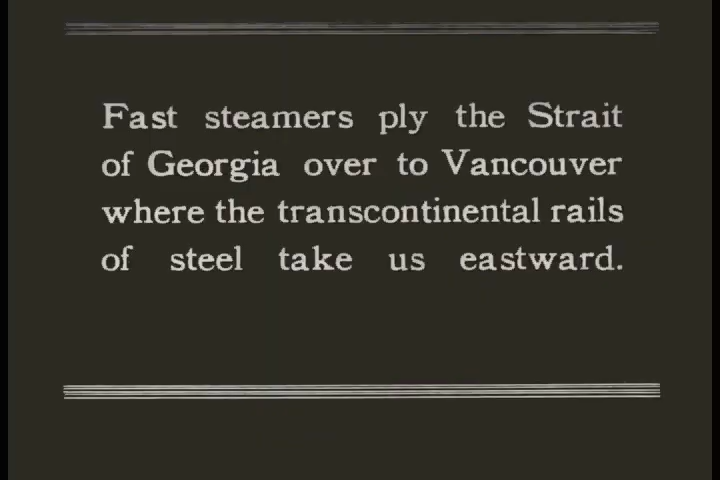 Fast steamers ply the Strait
of Georgia over to Vancouver
where the transcontinental rails
of steel take us eastward.